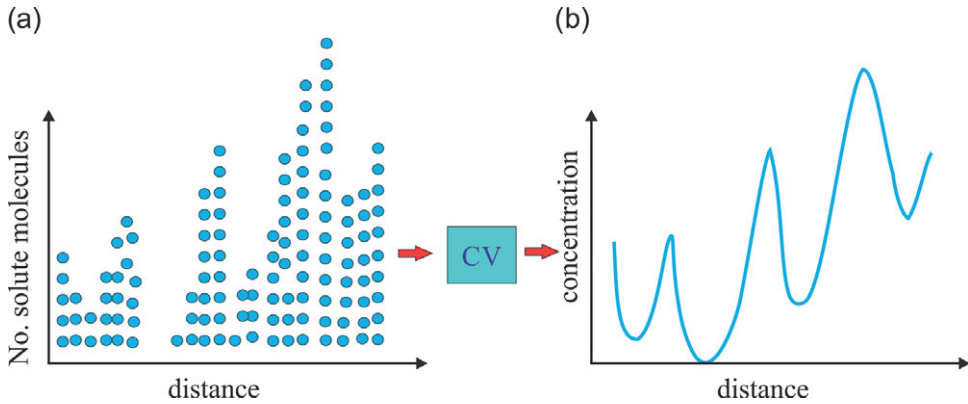 (a)
No. solute molecules
distance
CV
(b)
concentration
distance